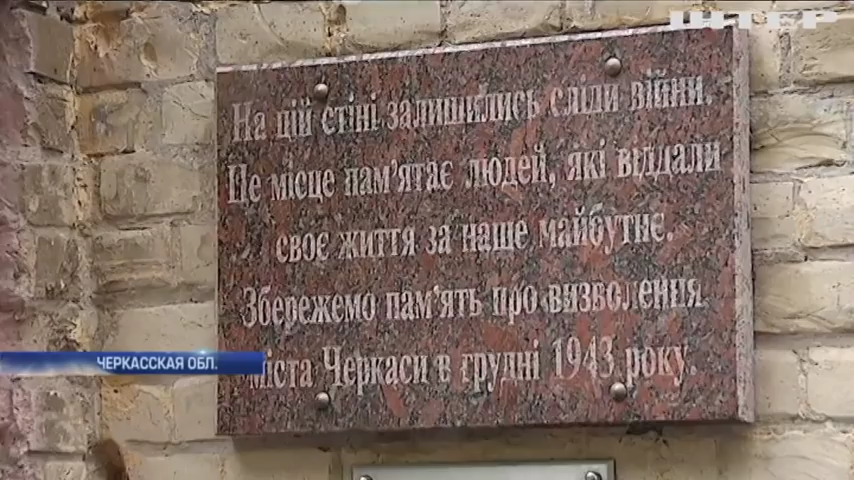 ІНТЕР
На цій стіні залишились сліди війни.
Це місце пам'ятає людей, які віддали
своє життя за наше майбутнє.
Збережемо пам'ять про визволення
міста Черкаси в грудні 1943 року.
ЧЕРКАССКАЯ ОБЛ.